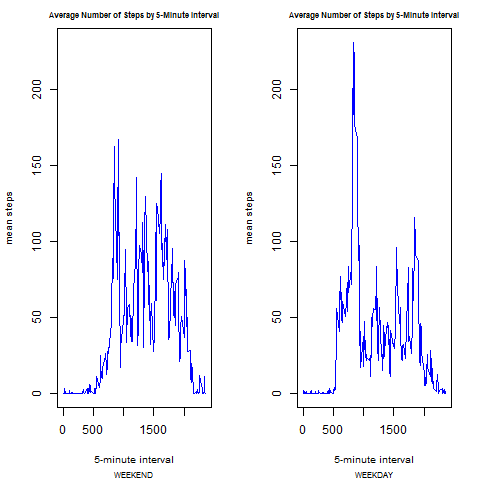 Average Number of Steps by 5-Minute Interval
mean steps
200
150
100
50
0
0 500 1500
5-minute interval
WEEKEND
Average Number of Steps by 5-Minute Interval
mean steps
200
150
100
50
0
0 500 1500
5-minute interval
WEEKDAY